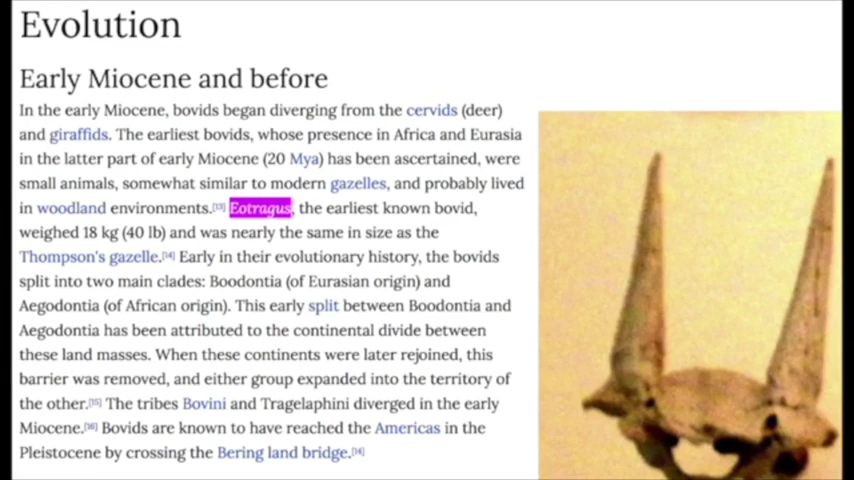 Evolution
Early Miocene and before
In the early Miocene, bovids began diverging from the cervids (deer)
and giraffids. The earliest bovids, whose presence in Africa and Eurasia
in the latter part of early Miocene (20 Mya) has been ascertained, were
small animals, somewhat similar to modern gazelles, and probably lived
in woodland environments.[13] Eotragus, the earliest known bovid,
weighed 18 kg (40 lb) and was nearly the same in size as the
Thompson's gazelle.[14] Early in their evolutionary history, the bovids
split into two main clades: Boodontia (of Eurasian origin) and
Aegodontia (of African origin). This early split between Boodontia and
Aegodontia has been attributed to the continental divide between
these land masses. When these continents were later rejoined, this
barrier was removed, and either group expanded into the territory of
the other.[15] The tribes Bovini and Tragelaphini diverged in the early
Miocene.[16] Bovids are known to have reached the Americas in the
Pleistocene by crossing the Bering land bridge.[14]